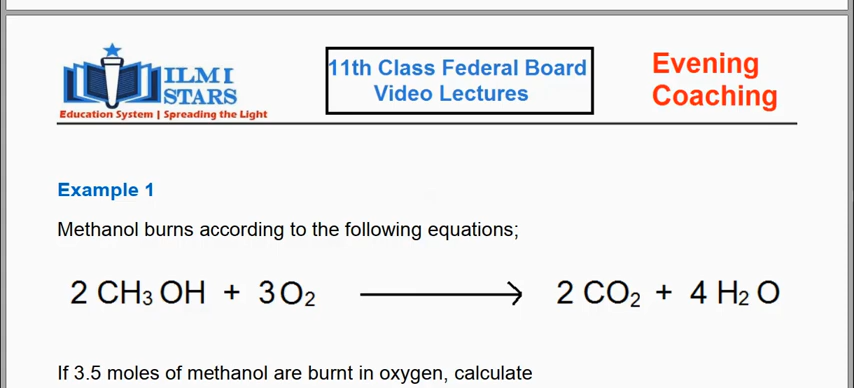 ILMI
STARS
Education System | Spreading the Light
11th Class Federal Board
Video Lectures
Evening
Coaching
Example 1
Methanol burns according to the following equations;
2 CH₃ OH + 3 O₂ ⟶ 2 CO₂ + 4 H₂ O
If 3.5 moles of methanol are burnt in oxygen, calculate